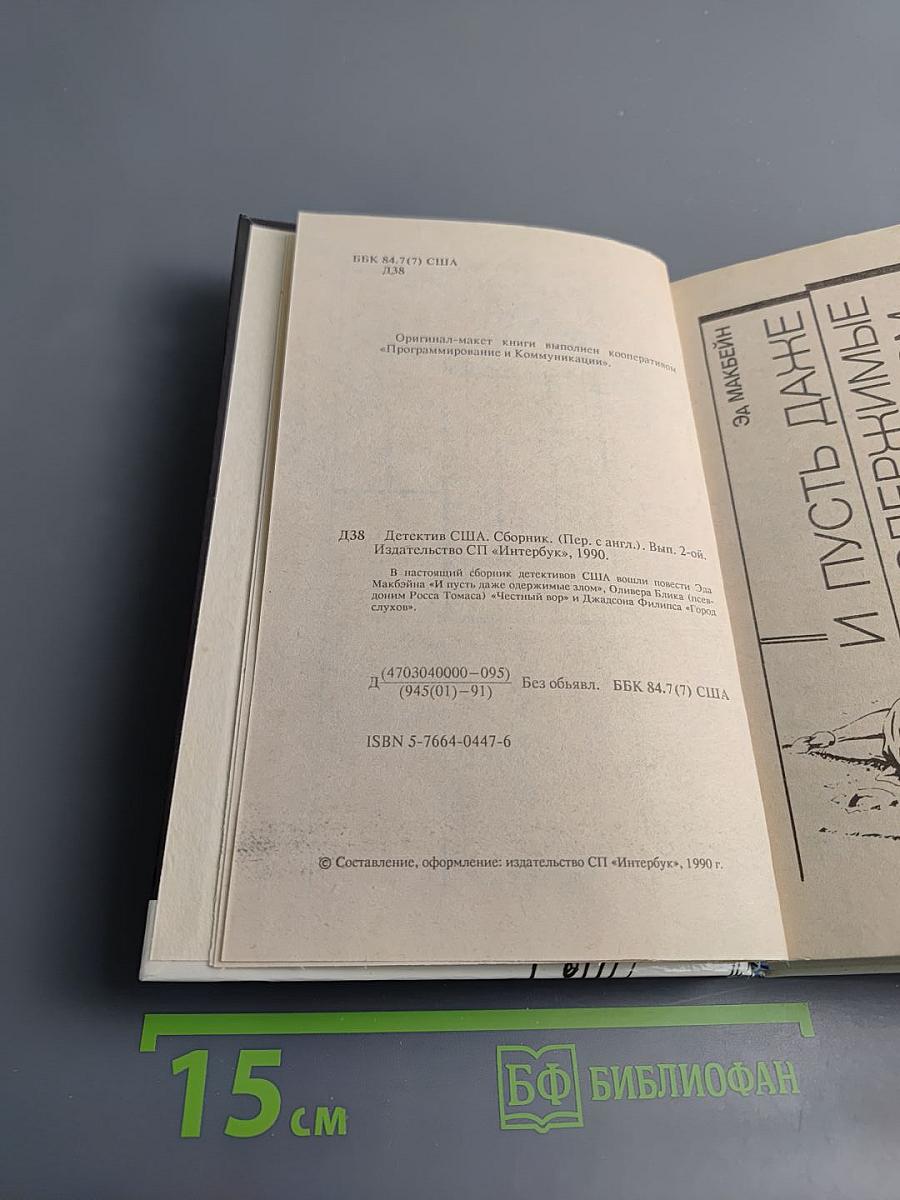 ББК 84.7(7) США
Д38
Оригинал-макет книги выполнен кооперативом
«Программирование и Коммуникации».
Д38 Детектив США. Сборник. (Пер. с англ.). Вып. 2-ой.
Издательство СП «Интербук», 1990.
В настоящий сборник детективов США вошли повести Эда
Макбэйна «И пусть даже одержимые злом», Оливера Блика (псев-
доним Росса Томаса) «Честный вор» и Джадсона Филипса «Город
слухов».
Д (4703040000—095)
(945(01)—91) Без объявл. ББК 84.7(7) США
ISBN 5-7664-0447-6
© Составление, оформление: издательство СП «Интербук», 1990 г.
ЭД МАКБЕЙН
И ПУСТЬ ДАЖЕ
ОДЕРЖИМЫЕ
15 см
БФ БИБЛИОФАН